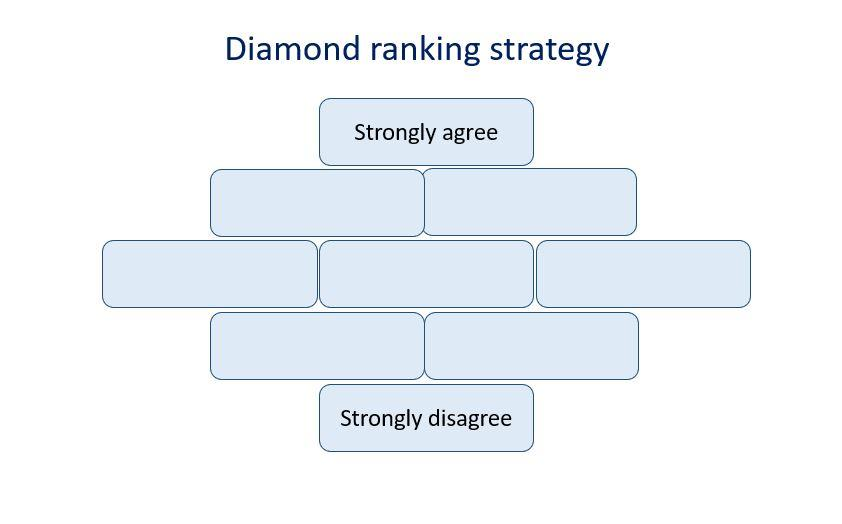 Diamond ranking strategy
Strongly agree
Strongly disagree